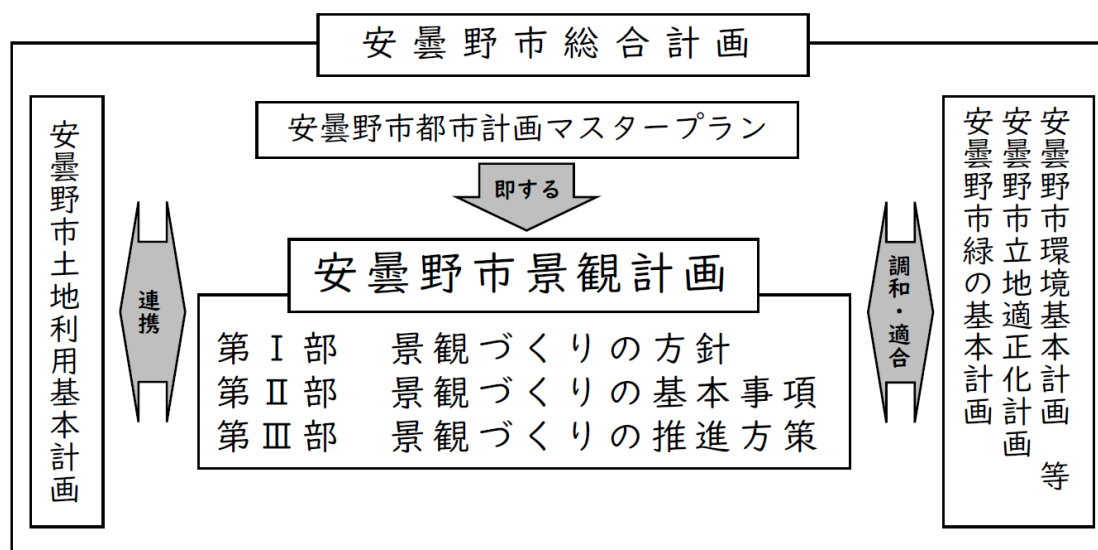 安曇野市総合計画
安曇野市都市計画マスタープラン
即する
安曇野市土地利用基本計画
連携
安曇野市景観計画
第Ⅰ部 景観づくりの方針
第Ⅱ部 景観づくりの基本事項
第Ⅲ部 景観づくりの推進方策
調和・適合
安曇野市環境基本計画 等
安曇野市立地適正化計画
安曇野市緑の基本計画